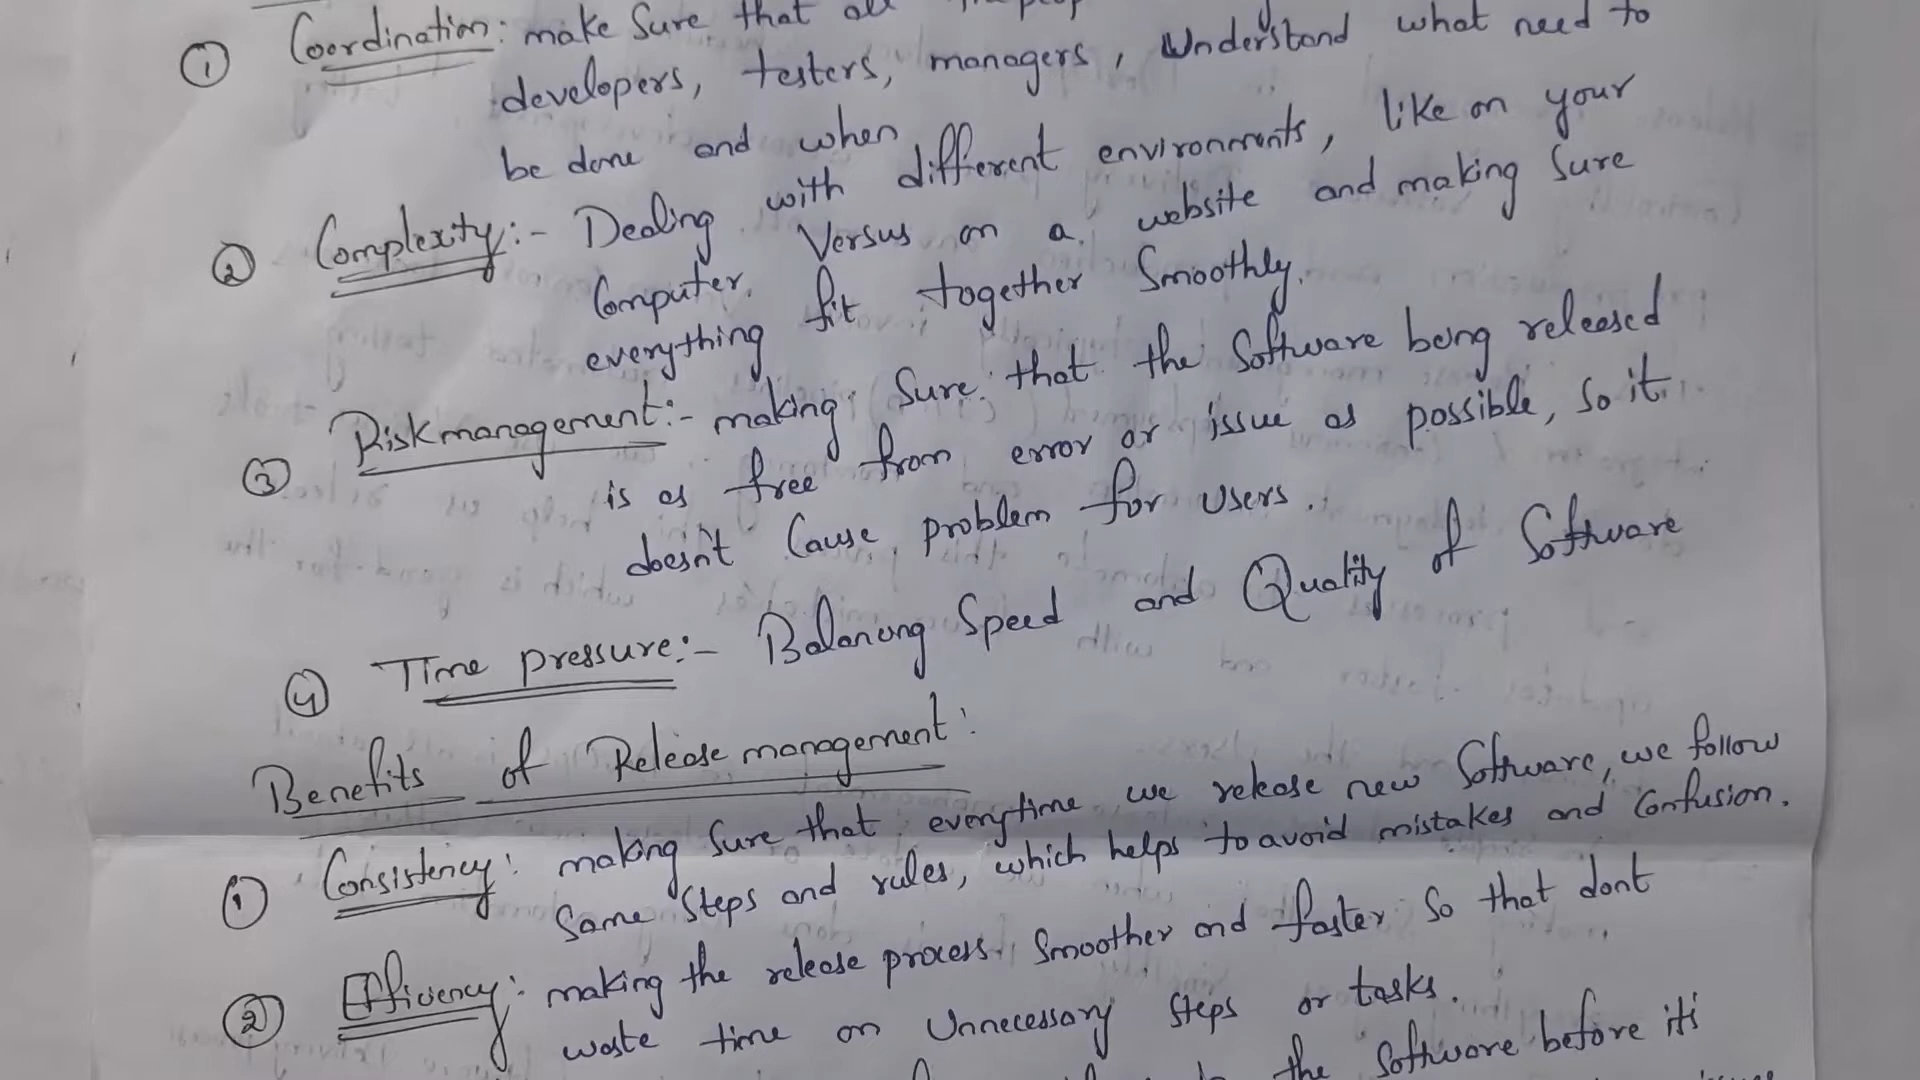 ① Coordination: make sure that all the
developers, testers, managers, understand what need to
be done and when
② Complexity:- Dealing with different environments, like on your
Computer, versus on a website and making sure
everything fit together Smoothly.
③ Riskmanagement:- making sure that the Software being released
is as free from error or issue as possible, so it
doesn't cause problem for users.
④ Time pressure:- Balancing Speed and Quality of Software
Benefits of Release management:
① Consistency: making sure that everytime we release new Software, we follow
Same steps and rules, which helps to avoid mistakes and confusion.
② Efficiency: making the release process smoother and faster so that dont
waste time on Unnecessary steps or tasks.
the software before it's